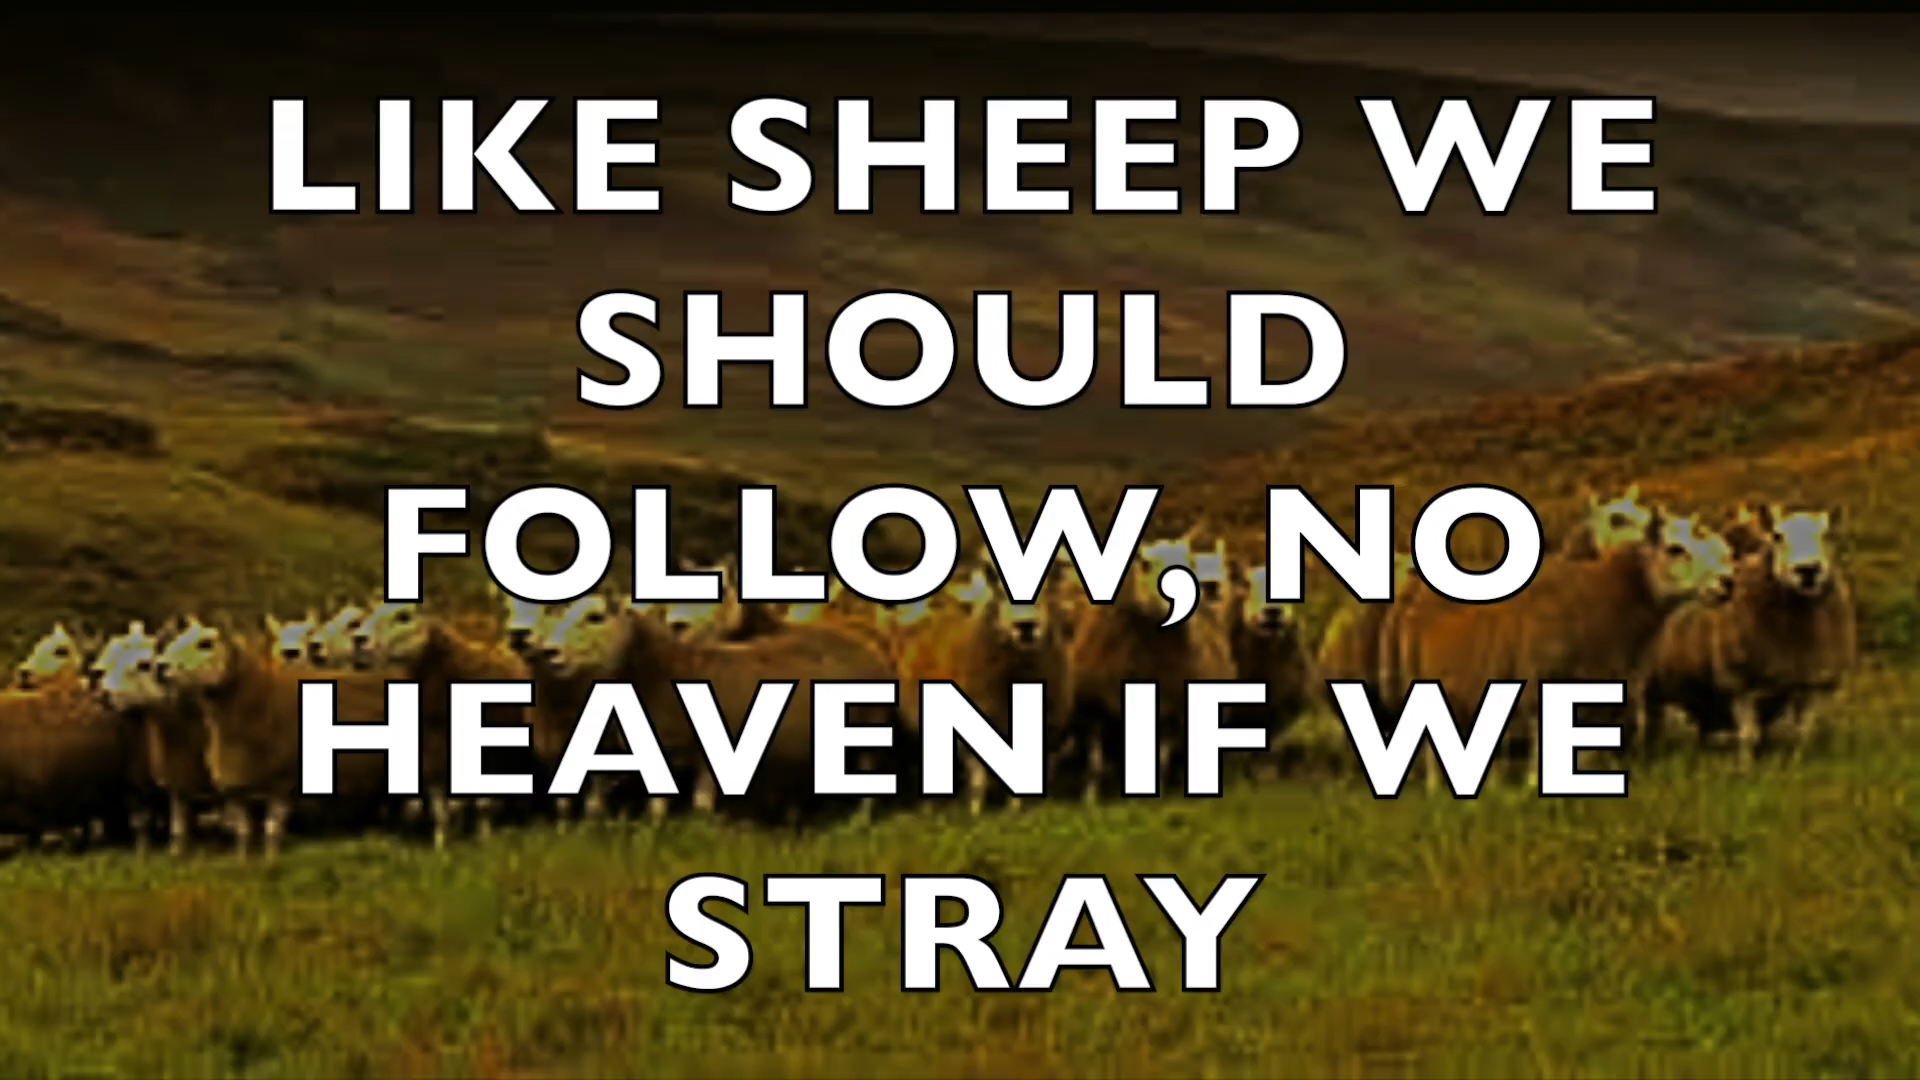 LIKE SHEEP WE
SHOULD
FOLLOW, NO
HEAVEN IF WE
STRAY